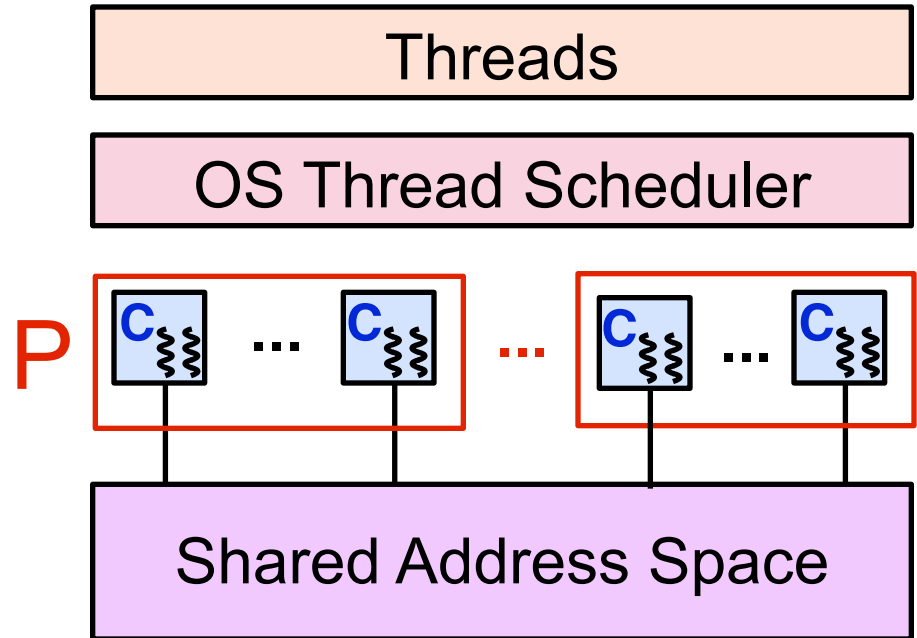 Threads
OS Thread Scheduler
P C ... C ... C ... C
Shared Address Space